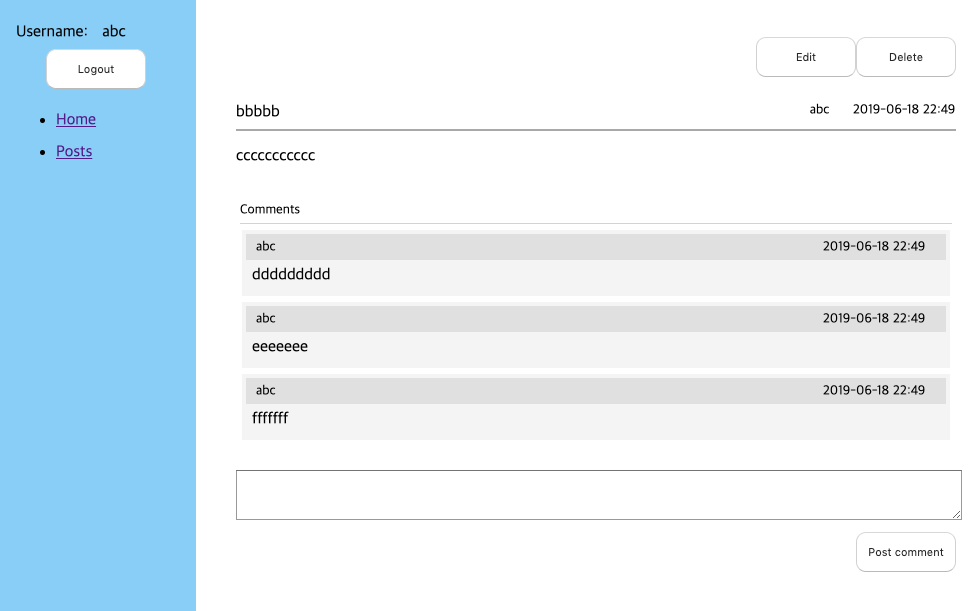 Username: abc
Logout
Home
Posts
Edit Delete
bbbbb abc 2019-06-18 22:49
ccccccccccc
Comments
abc 2019-06-18 22:49
ddddddddd
abc 2019-06-18 22:49
eeeeeee
abc 2019-06-18 22:49
fffffff
Post comment